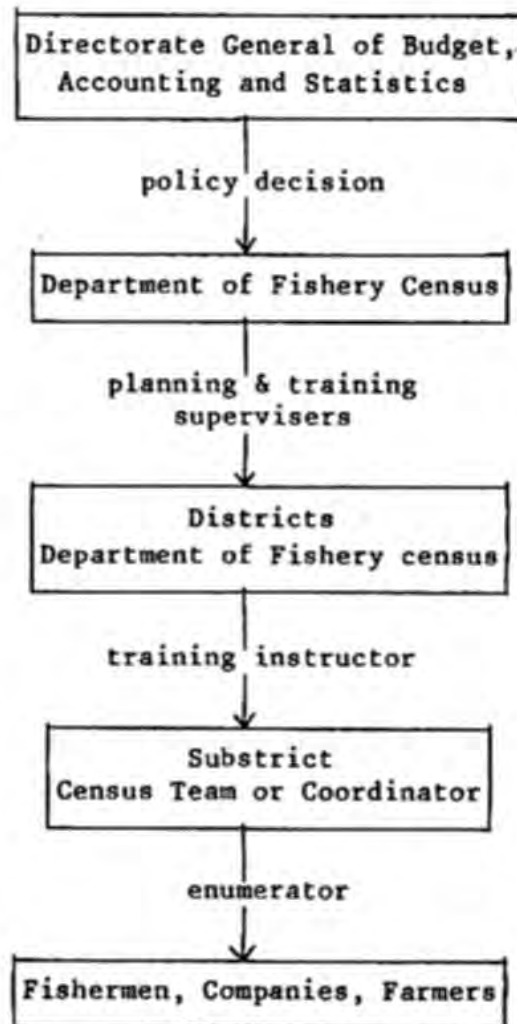 Directorate General of Budget,
Accounting and Statistics
policy decision
Department of Fishery Census
planning & training
supervisers
Districts
Department of Fishery census
training instructor
Substrict
Census Team or Coordinator
enumerator
Fishermen, Companies, Farmers